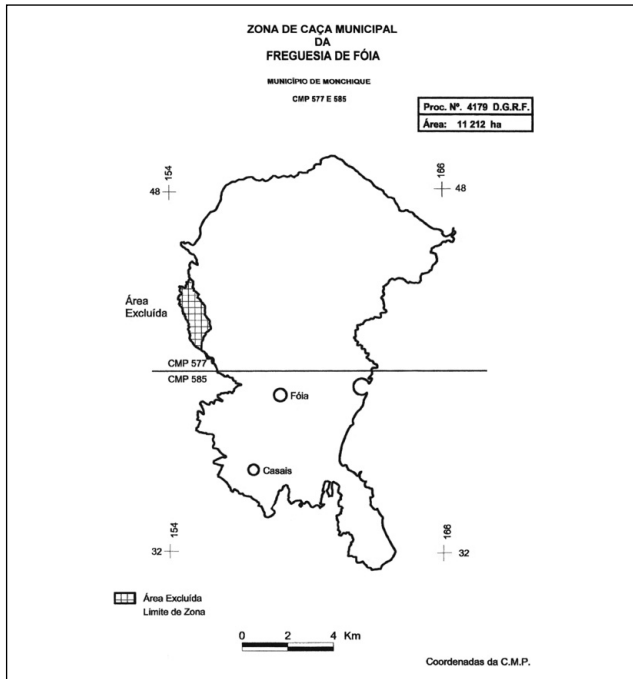 ZONA DE CAÇA MUNICIPAL
DA
FREGUESIA DE FÓIA
MUNICÍPIO DE MONCHIQUE
CMP 577 E 585
Proc. Nº. 4179 D.G.R.F.
Área: 11 212 ha
154
48
166
48
Área
Excluída
CMP 577
CMP 585
Fóia
Casais
154
32
166
32
Área Excluída
Limite de Zona
0 2 4 Km
Coordenadas da C.M.P.